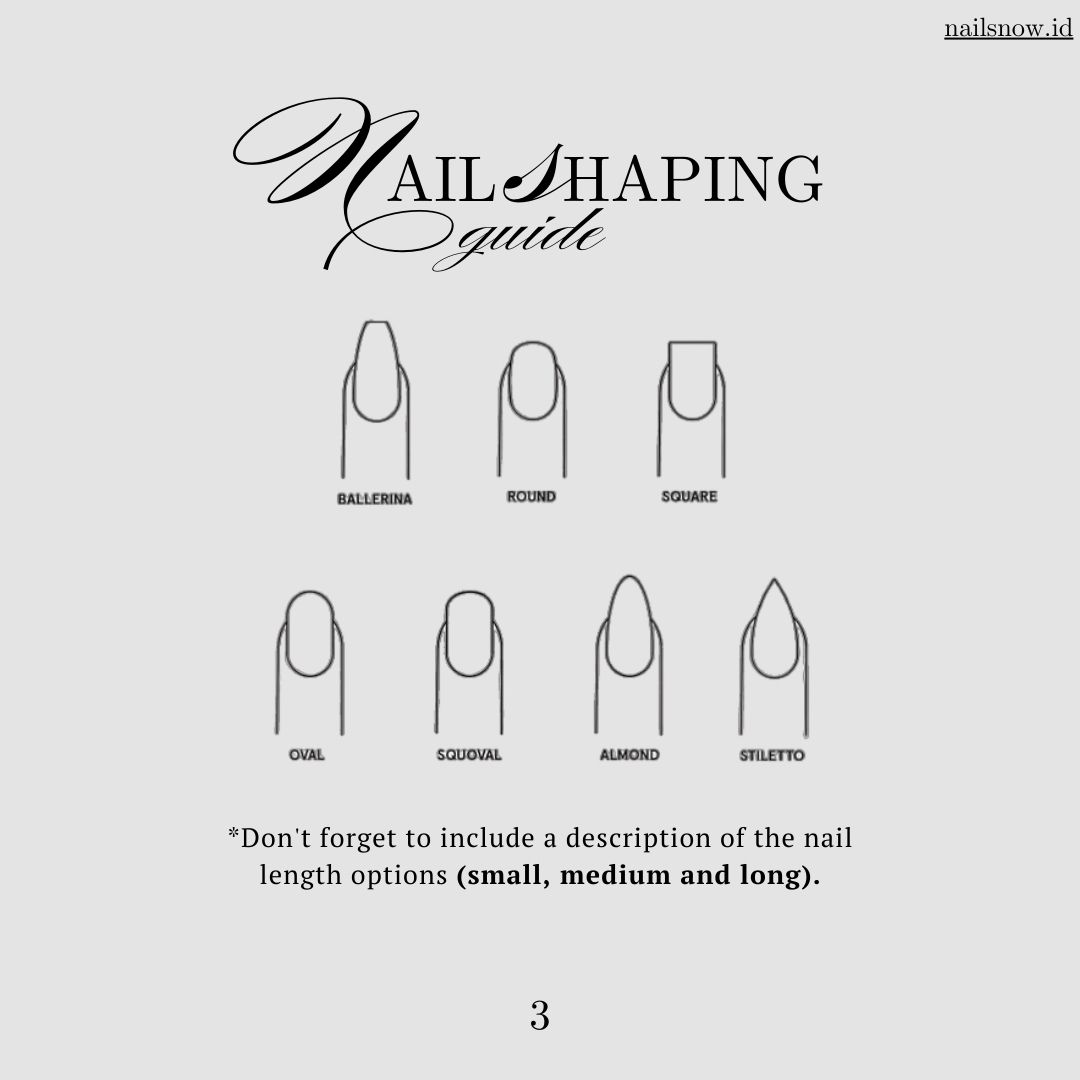 nailsnow.id
NAIL SHAPING
guide
BALLERINA ROUND SQUARE
OVAL SQUOVAL ALMOND STILETTO
*Don't forget to include a description of the nail
length options (small, medium and long).
3